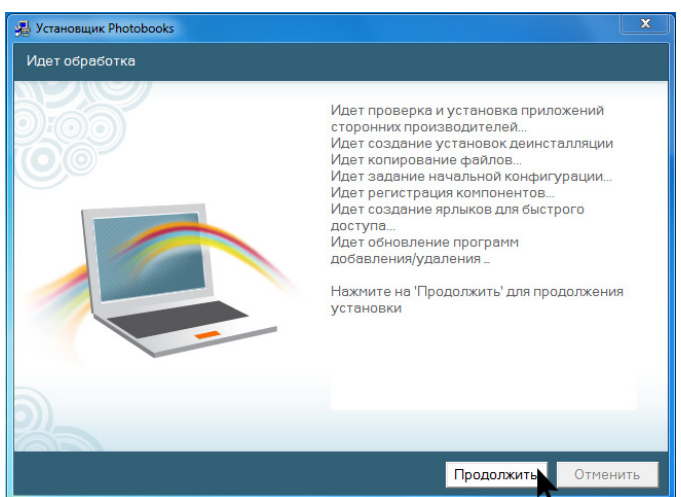 Установщик Photobooks
x
Идет обработка
Идет проверка и установка приложений
сторонних производителей...
Идет создание установок деинсталляции
Идет копирование файлов...
Идет задание начальной конфигурации...
Идет регистрация компонентов...
Идет создание ярлыков для быстрого
доступа...
Идет обновление программ
добавления/удаления ..
Нажмите на 'Продолжить' для продолжения
установки
Продолжить
Отменить